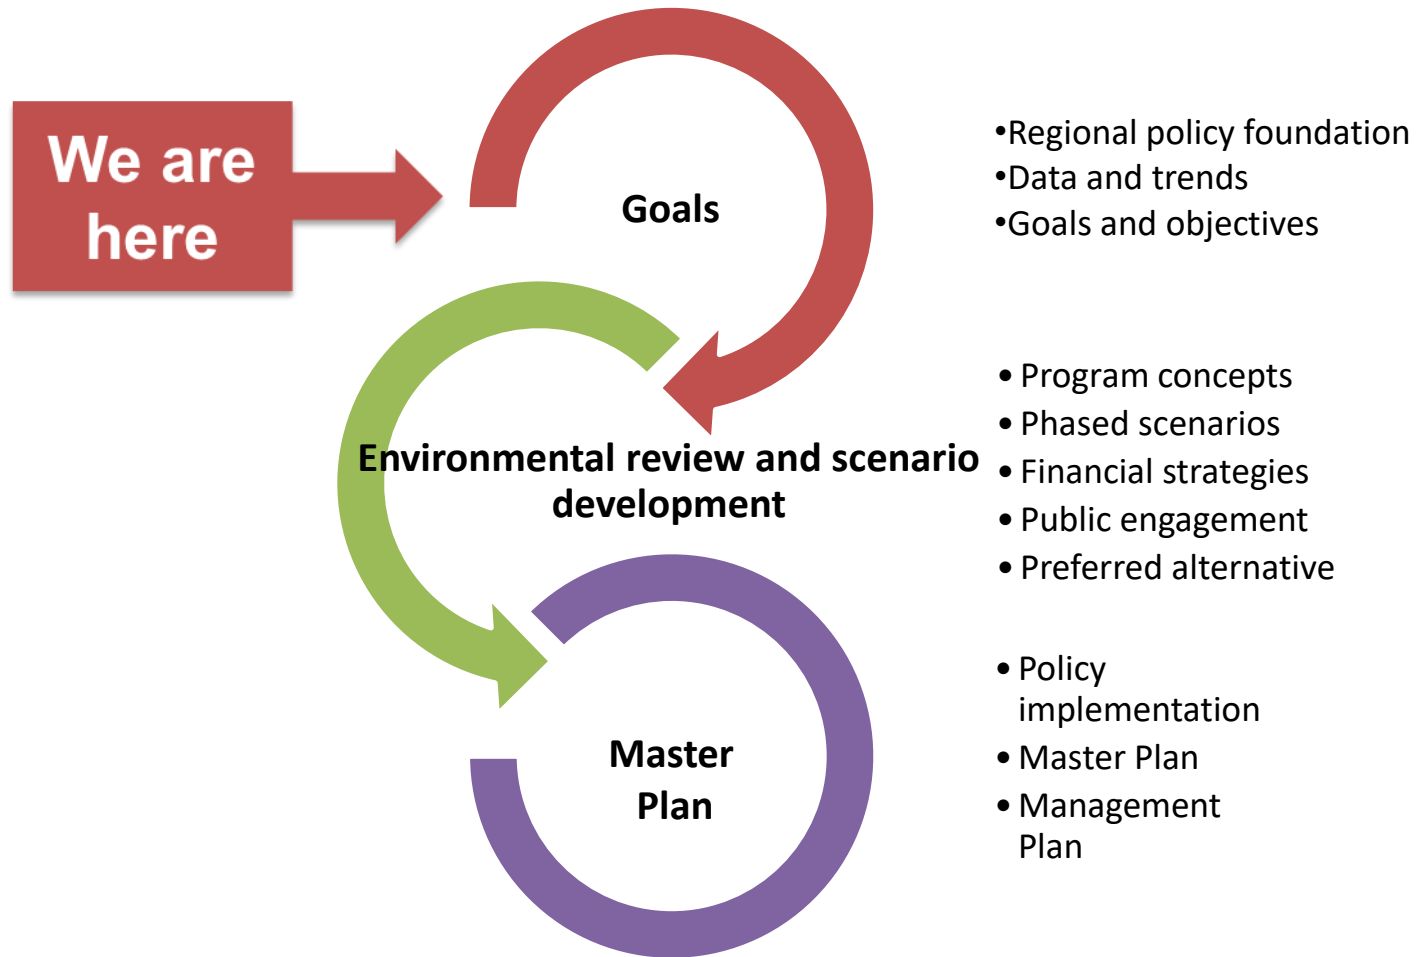 We are
here
Goals
•Regional policy foundation
•Data and trends
•Goals and objectives
Environmental review and scenario
development
• Program concepts
• Phased scenarios
• Financial strategies
• Public engagement
• Preferred alternative
Master
Plan
• Policy
implementation
• Master Plan
• Management
Plan